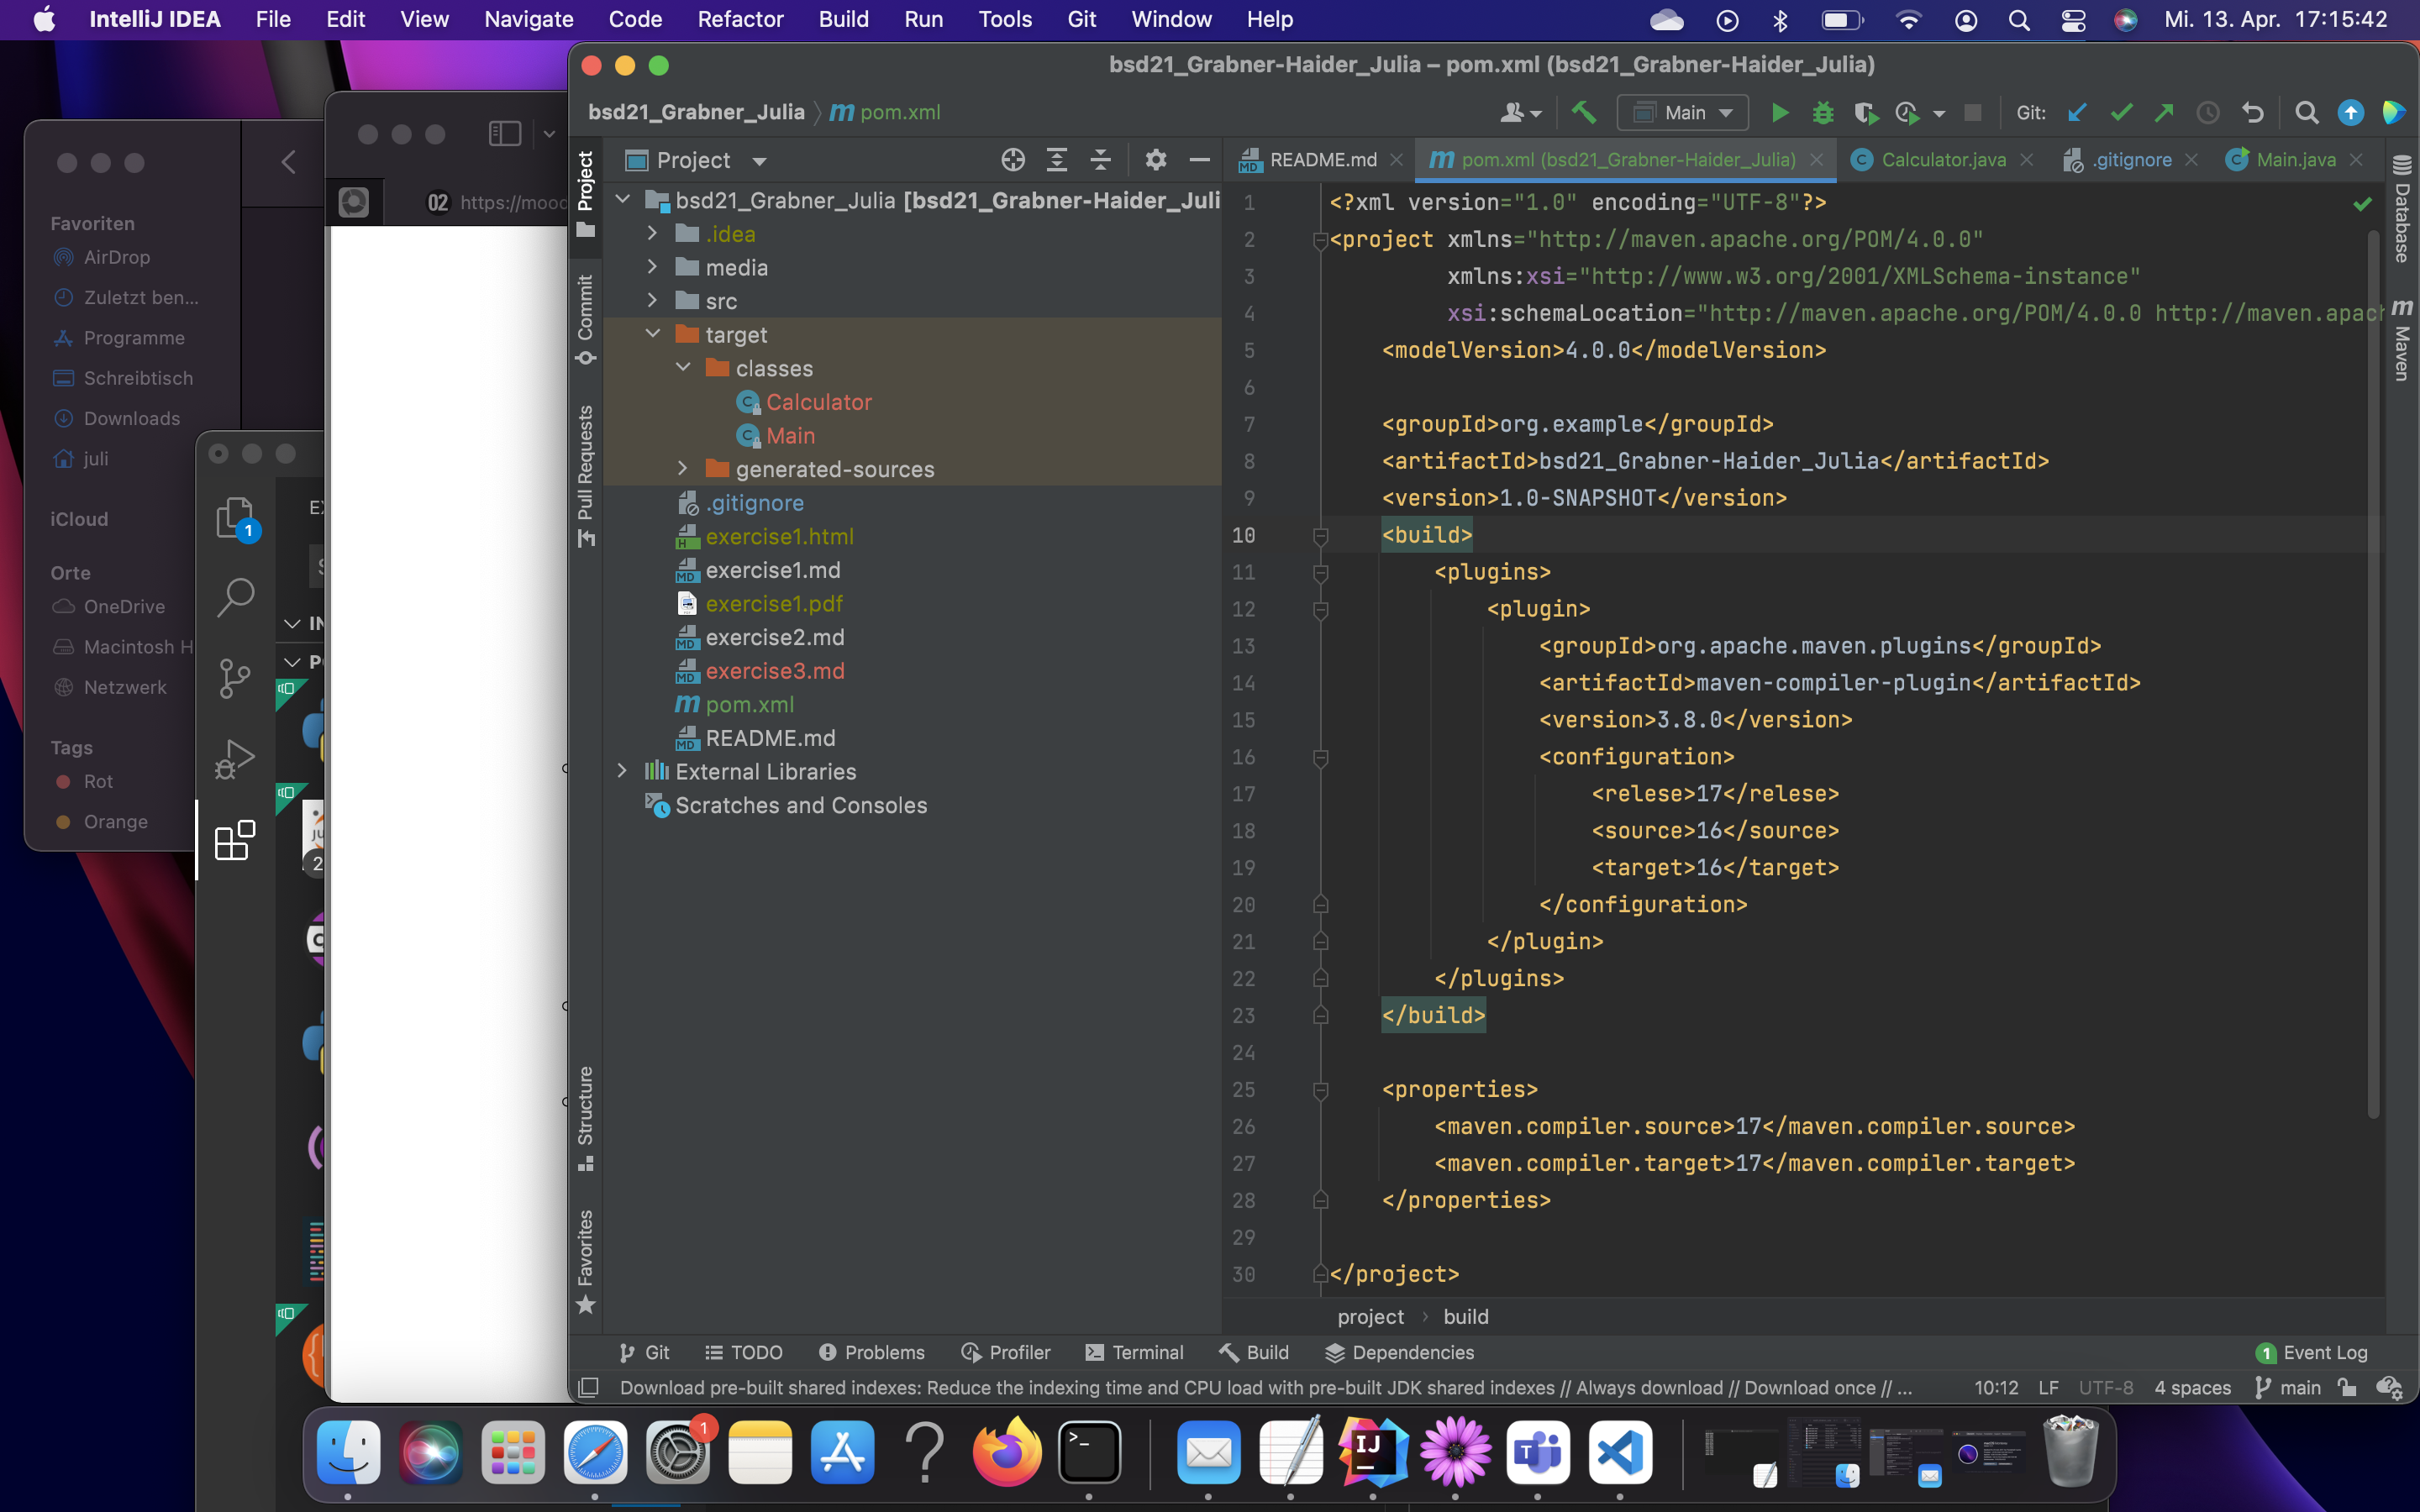 IntelliJ IDEA File Edit View Navigate Code Refactor Build Run Tools Git Window Help Mi. 13. Apr. 17:15:42
bsd21_Grabner-Haider_Julia – pom.xml (bsd21_Grabner-Haider_Julia)
bsd21_Grabner_Julia pom.xml
Main
Git:
Project
README.md
pom.xml (bsd21_Grabner-Haider_Julia)
Calculator.java
.gitignore
Main.java
Favoriten
AirDrop
Zuletzt ben...
Programme
Schreibtisch
Downloads
juli
iCloud
Orte
OneDrive
Macintosh H
Netzwerk
Tags
Rot
Orange
1
2
02 https://mood
Project
Commit
Pull Requests
Structure
Favorites
bsd21_Grabner_Julia [bsd21_Grabner-Haider_Juli
.idea
media
src
target
classes
Calculator
Main
generated-sources
.gitignore
exercise1.html
exercise1.md
exercise1.pdf
exercise2.md
exercise3.md
pom.xml
README.md
External Libraries
Scratches and Consoles
1 <?xml version="1.0" encoding="UTF-8"?>
2 <project xmlns="http://maven.apache.org/POM/4.0.0"
3 xmlns:xsi="http://www.w3.org/2001/XMLSchema-instance"
4 xsi:schemaLocation="http://maven.apache.org/POM/4.0.0 http://maven.apach
5 <modelVersion>4.0.0</modelVersion>
6
7 <groupId>org.example</groupId>
8 <artifactId>bsd21_Grabner-Haider_Julia</artifactId>
9 <version>1.0-SNAPSHOT</version>
10 <build>
11 <plugins>
12 <plugin>
13 <groupId>org.apache.maven.plugins</groupId>
14 <artifactId>maven-compiler-plugin</artifactId>
15 <version>3.8.0</version>
16 <configuration>
17 <relese>17</relese>
18 <source>16</source>
19 <target>16</target>
20 </configuration>
21 </plugin>
22 </plugins>
23 </build>
24
25 <properties>
26 <maven.compiler.source>17</maven.compiler.source>
27 <maven.compiler.target>17</maven.compiler.target>
28 </properties>
29
30 </project>
Database
Maven
project › build
Git TODO Problems Profiler Terminal Build Dependencies 1 Event Log
Download pre-built shared indexes: Reduce the indexing time and CPU load with pre-built JDK shared indexes // Always download // Download once // ... 10:12 LF UTF-8 4 spaces main
1
IJ